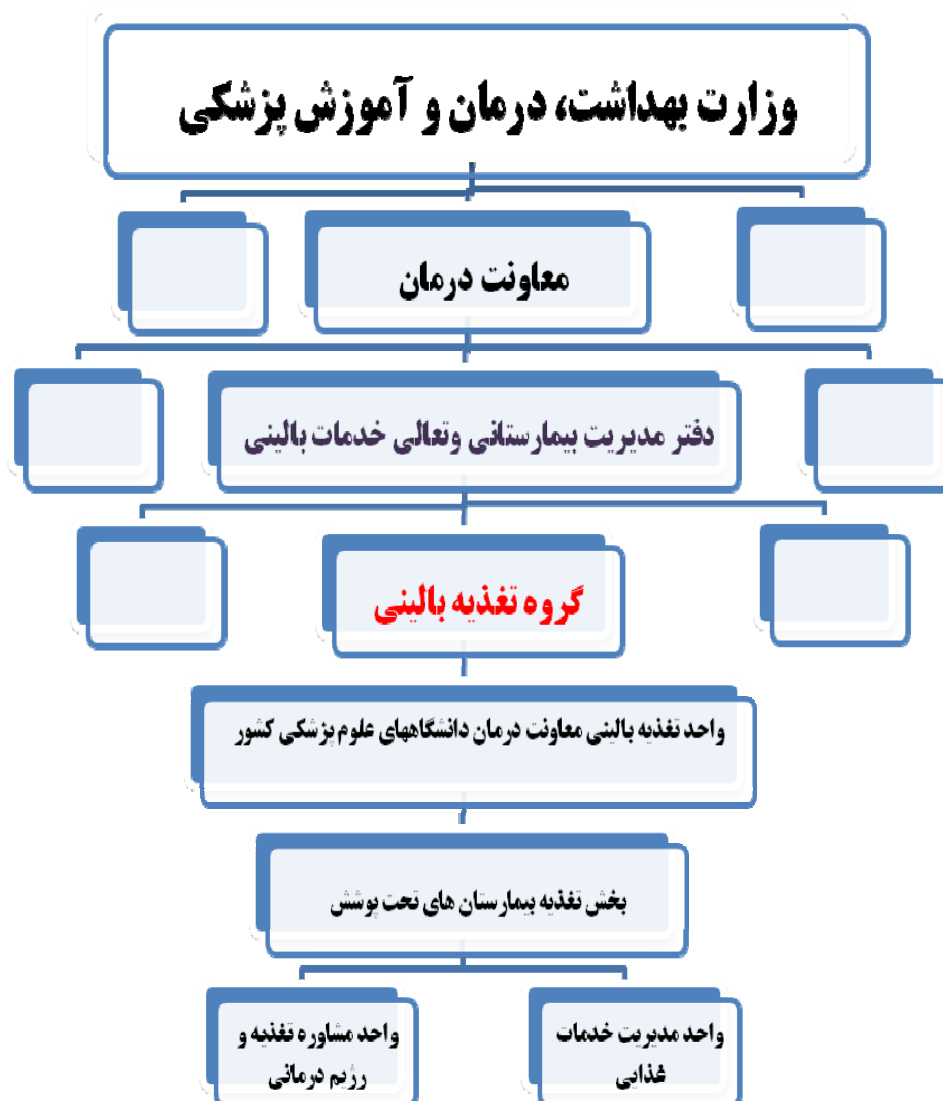 وزارت بهداشت، درمان و آموزش پزشکی
معاونت درمان
دفتر مدیریت بیمارستانی وتعالی خدمات بالینی
گروه تغذیه بالینی
واحد تغذیه بالینی معاونت درمان دانشگاههای علوم پزشکی کشور
بخش تغذیه بیمارستان های تحت پوشش
واحد مدیریت خدمات
غذایی
واحد مشاوره تغذیه و
رژیم درمانی